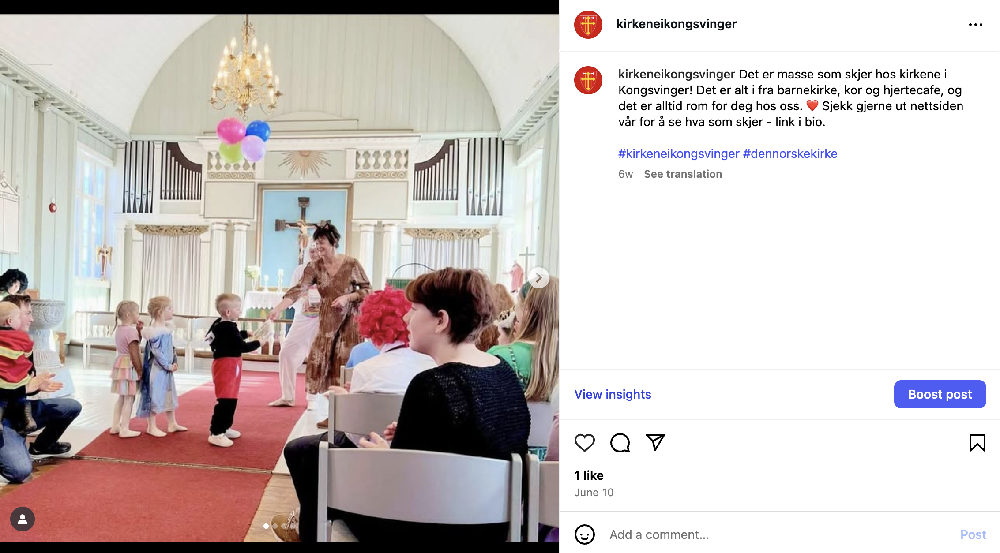 kirkeneikongsvinger
kirkeneikongsvinger Det er masse som skjer hos kirkene i
Kongsvinger! Det er alt i fra barnekirke, kor og hjertecafe, og
det er alltid rom for deg hos oss. ❤️ Sjekk gjerne ut nettsiden
vår for å se hva som skjer - link i bio.
#kirkeneikongsvinger #dennorskekirke
6w See translation
View insights
Boost post
1 like
June 10
Add a comment...
Post